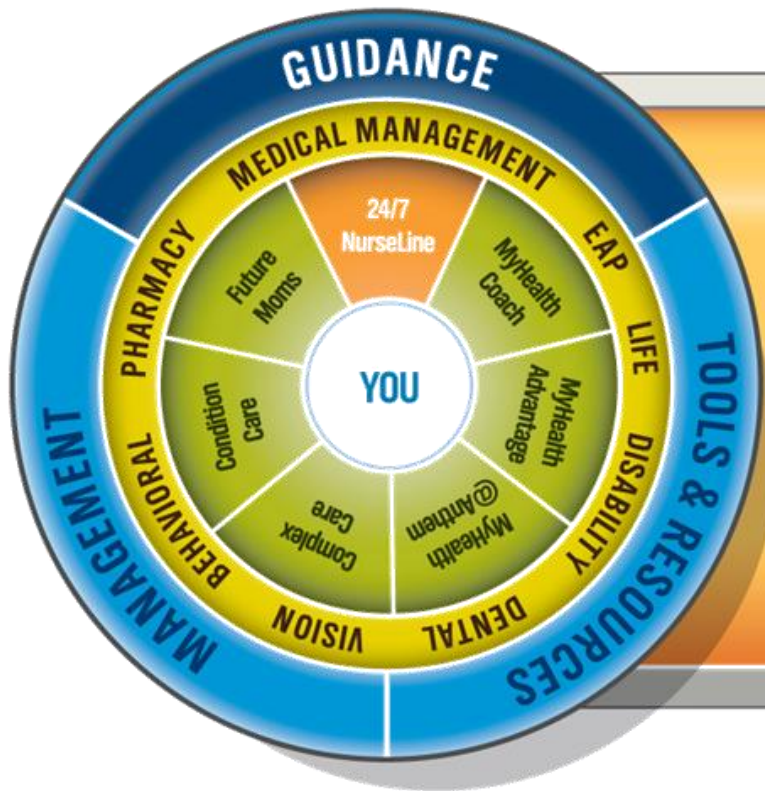 GUIDANCE
TOOLS & RESOURCES
MANAGEMENT
MEDICAL MANAGEMENT
EAP
LIFE
DISABILITY
DENTAL
VISION
BEHAVIORAL
PHARMACY
24/7
NurseLine
MyHealth
Coach
MyHealth
Advantage
MyHealth
@Anthem
Complex
Care
Condition
Care
Future
Moms
YOU